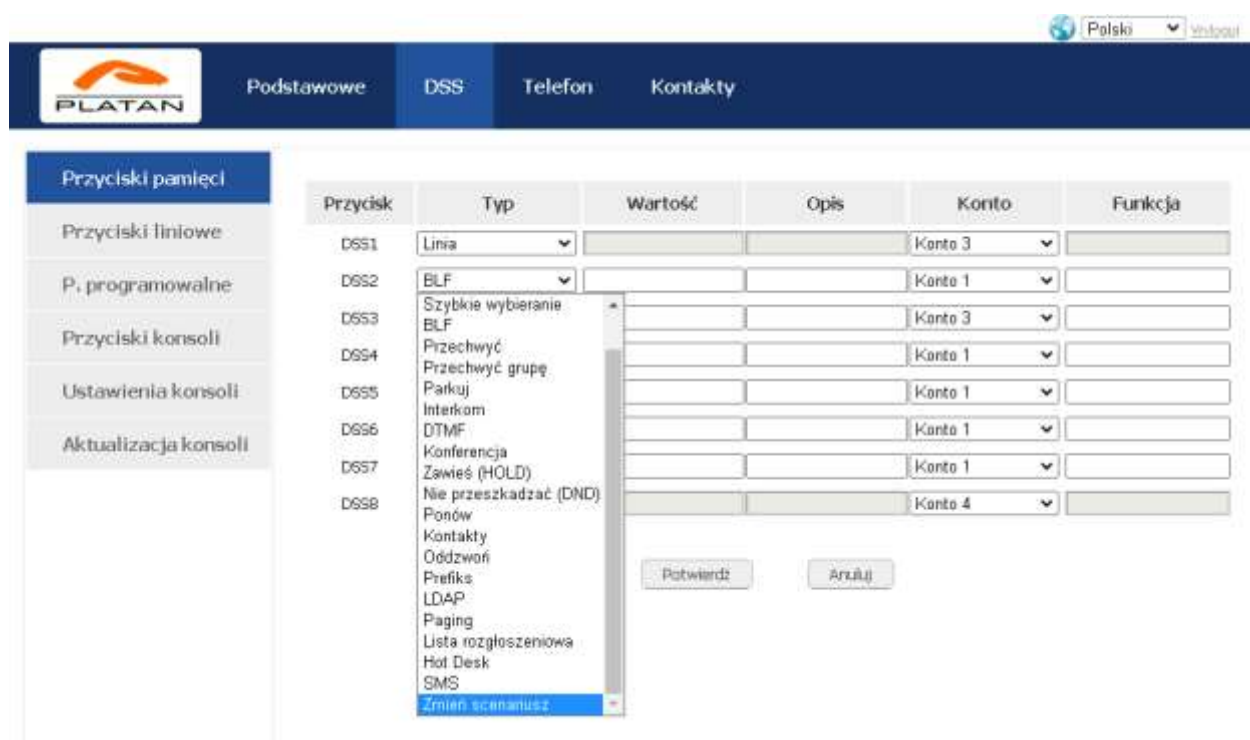 Polski Wyloguj
PLATAN
Podstawowe DSS Telefon Kontakty
Przyciski pamięci
Przyciski liniowe
P. programowalne
Przyciski konsoli
Ustawienia konsoli
Aktualizacja konsoli
Przycisk Typ Wartość Opis Konto Funkcja
DSS1 Linia Konto 3
DSS2 BLF Konto 1
DSS3 Konto 3
DSS4 Konto 1
DSS5 Konto 1
DSS6 Konto 1
DSS7 Konto 1
DSS8 Konto 4
Szybkie wybieranie
BLF
Przechwyć
Przechwyć grupę
Parkuj
Interkom
DTMF
Konferencja
Zawieś (HOLD)
Nie przeszkadzać (DND)
Ponów
Kontakty
Oddzwoń
Prefiks
LDAP
Paging
Lista rozgłoszeniowa
Hot Desk
SMS
Zmień scenariusz
Potwierdź Anuluj